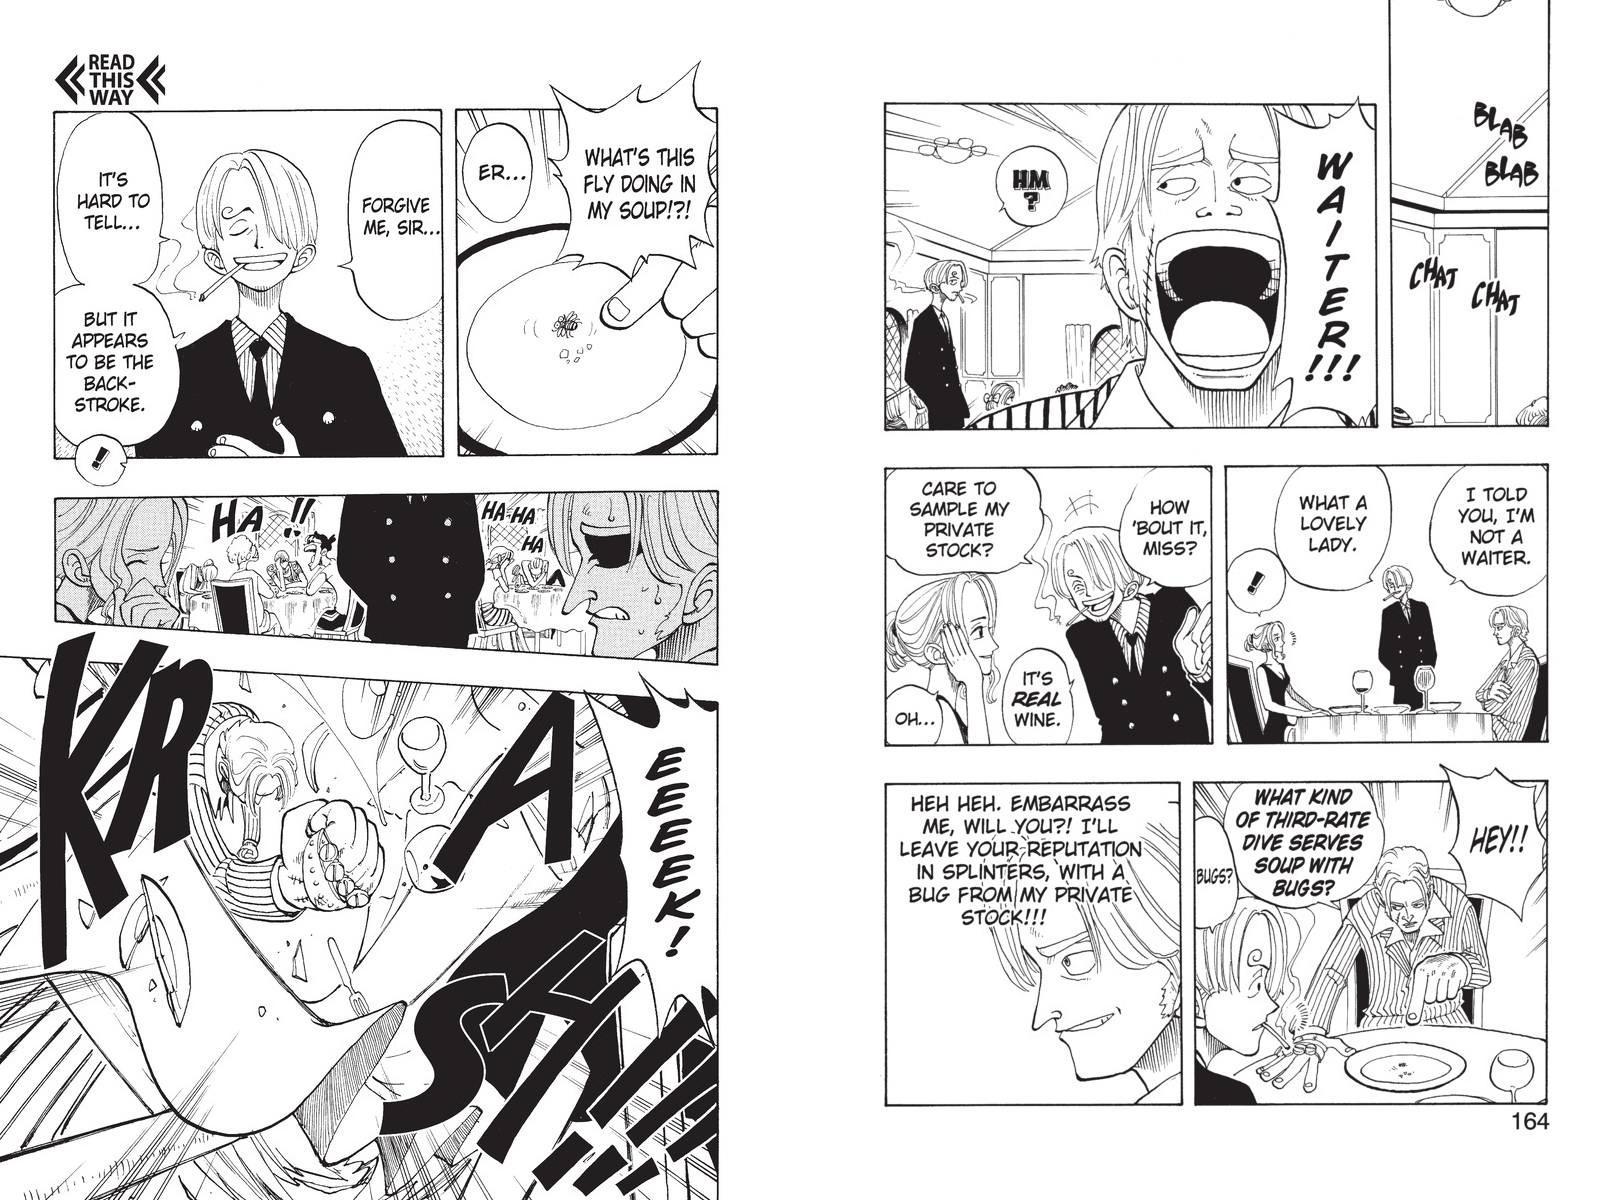 BLAB
BLAB
CHAT
CHAT
WAITER!!!
HM
?
I TOLD
YOU, I'M
NOT A
WAITER.
WHAT A
LOVELY
LADY.
!
HOW
'BOUT IT,
MISS?
CARE TO
SAMPLE MY
PRIVATE
STOCK?
IT'S
REAL
WINE.
OH...
HEY!!
WHAT KIND
OF THIRD-RATE
DIVE SERVES
SOUP WITH
BUGS?
BUGS?
HEH HEH. EMBARRASS
ME, WILL YOU?! I'LL
LEAVE YOUR REPUTATION
IN SPLINTERS, WITH A
BUG FROM MY PRIVATE
STOCK!!!
164
READ
THIS
WAY
WHAT'S THIS
FLY DOING IN
MY SOUP!?!
ER...
FORGIVE
ME, SIR...
IT'S
HARD TO
TELL...
BUT IT
APPEARS
TO BE THE
BACK-
STROKE.
!
HA HA
HA
HA !!
EEEEK!
KRASH!!!